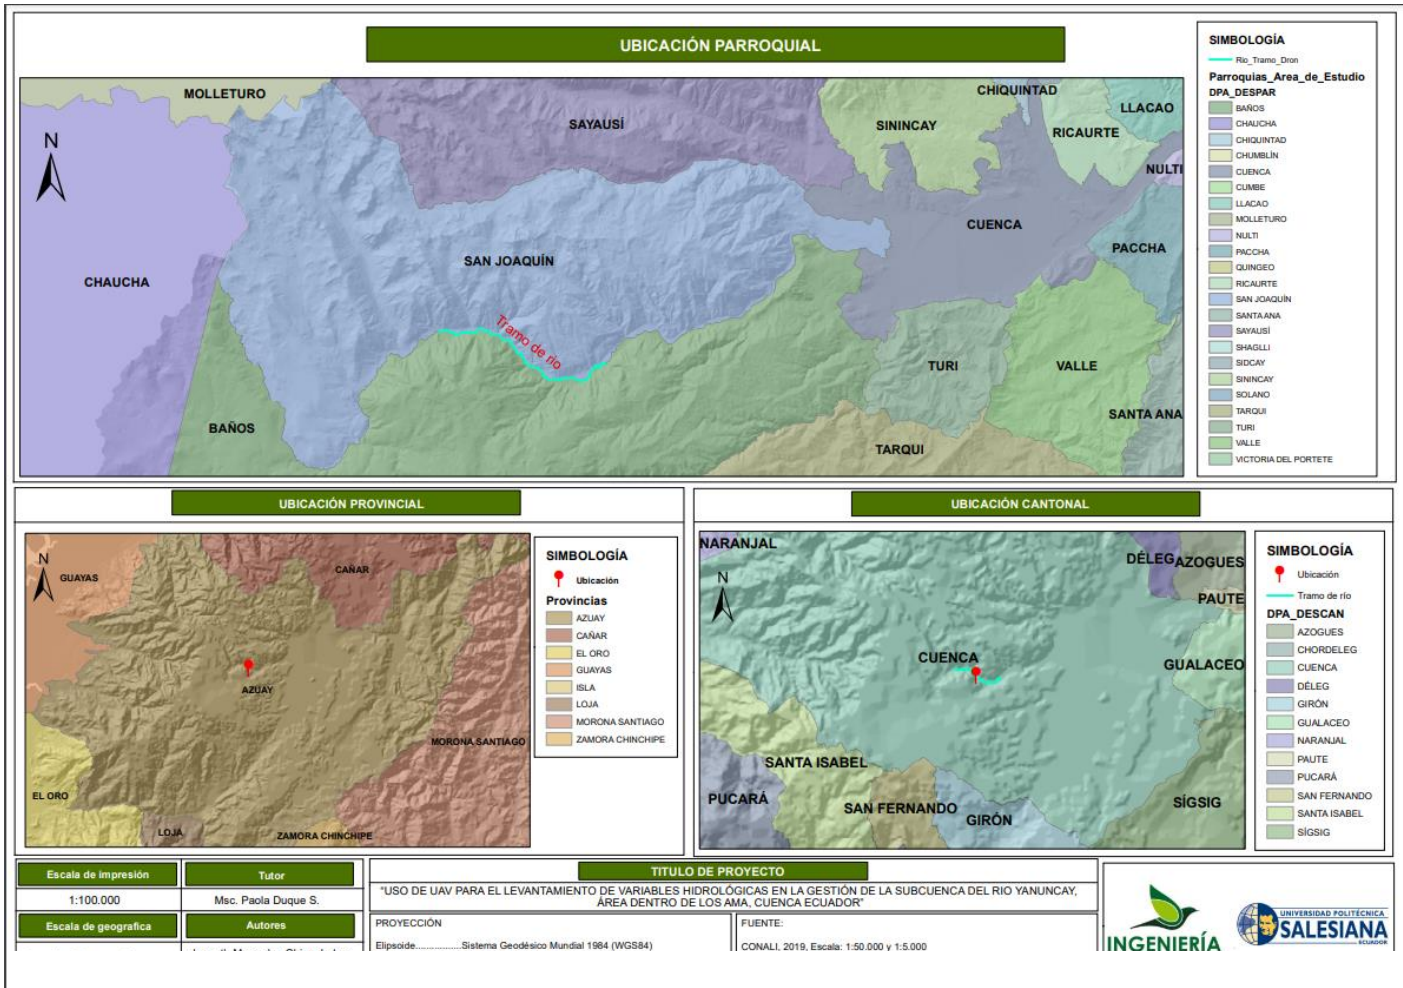 UBICACIÓN PARROQUIAL
MOLLETURO
SAYAUSÍ
SININCAY
CHIQUINTAD
RICAURTE
LLACAO
NULTI
N
CHAUCHA
SAN JOAQUÍN
CUENCA
PACCHA
Tramo de rio
TURI
VALLE
SANTA ANA
BAÑOS
TARQUI
SIMBOLOGÍA
Rio_Tramo_Dron
Parroquias_Area_de_Estudio
DPA_DESPAR
BAÑOS
CHAUCHA
CHIQUINTAD
CHUMBLÍN
CUENCA
CUMBE
LLACAO
MOLLETURO
NULTI
PACCHA
QUINGEO
RICAURTE
SAN JOAQUÍN
SANTA ANA
SAYAUSÍ
SHAGLLI
SIDCAY
SININCAY
SOLANO
TARQUI
TURI
VALLE
VICTORIA DEL PORTETE
UBICACIÓN PROVINCIAL
N
GUAYAS
CAÑAR
AZUAY
MORONA SANTIAGO
EL ORO
LOJA
ZAMORA CHINCHIPE
SIMBOLOGÍA
Ubicación
Provincias
AZUAY
CAÑAR
EL ORO
GUAYAS
ISLA
LOJA
MORONA SANTIAGO
ZAMORA CHINCHIPE
UBICACIÓN CANTONAL
NARANJAL
N
DÉLEG
AZOGUES
PAUTE
CUENCA
GUALACEO
SANTA ISABEL
PUCARÁ
SAN FERNANDO
GIRÓN
SÍGSIG
SIMBOLOGÍA
Ubicación
Tramo de río
DPA_DESCAN
AZOGUES
CHORDELEG
CUENCA
DÉLEG
GIRÓN
GUALACEO
NARANJAL
PAUTE
PUCARÁ
SAN FERNANDO
SANTA ISABEL
SÍGSIG
Escala de impresión
Tutor
1:100.000
Msc. Paola Duque S.
Escala de geografica
Autores
TITULO DE PROYECTO
"USO DE UAV PARA EL LEVANTAMIENTO DE VARIABLES HIDROLÓGICAS EN LA GESTIÓN DE LA SUBCUENCA DEL RIO YANUNCAY,
ÁREA DENTRO DE LOS AMA, CUENCA ECUADOR"
PROYECCIÓN
Elipsoide................Sistema Geodésico Mundial 1984 (WGS84)
FUENTE:
CONALI, 2019, Escala: 1:50.000 y 1:5.000
INGENIERÍA
UNIVERSIDAD POLITÉCNICA
SALESIANA
ECUADOR